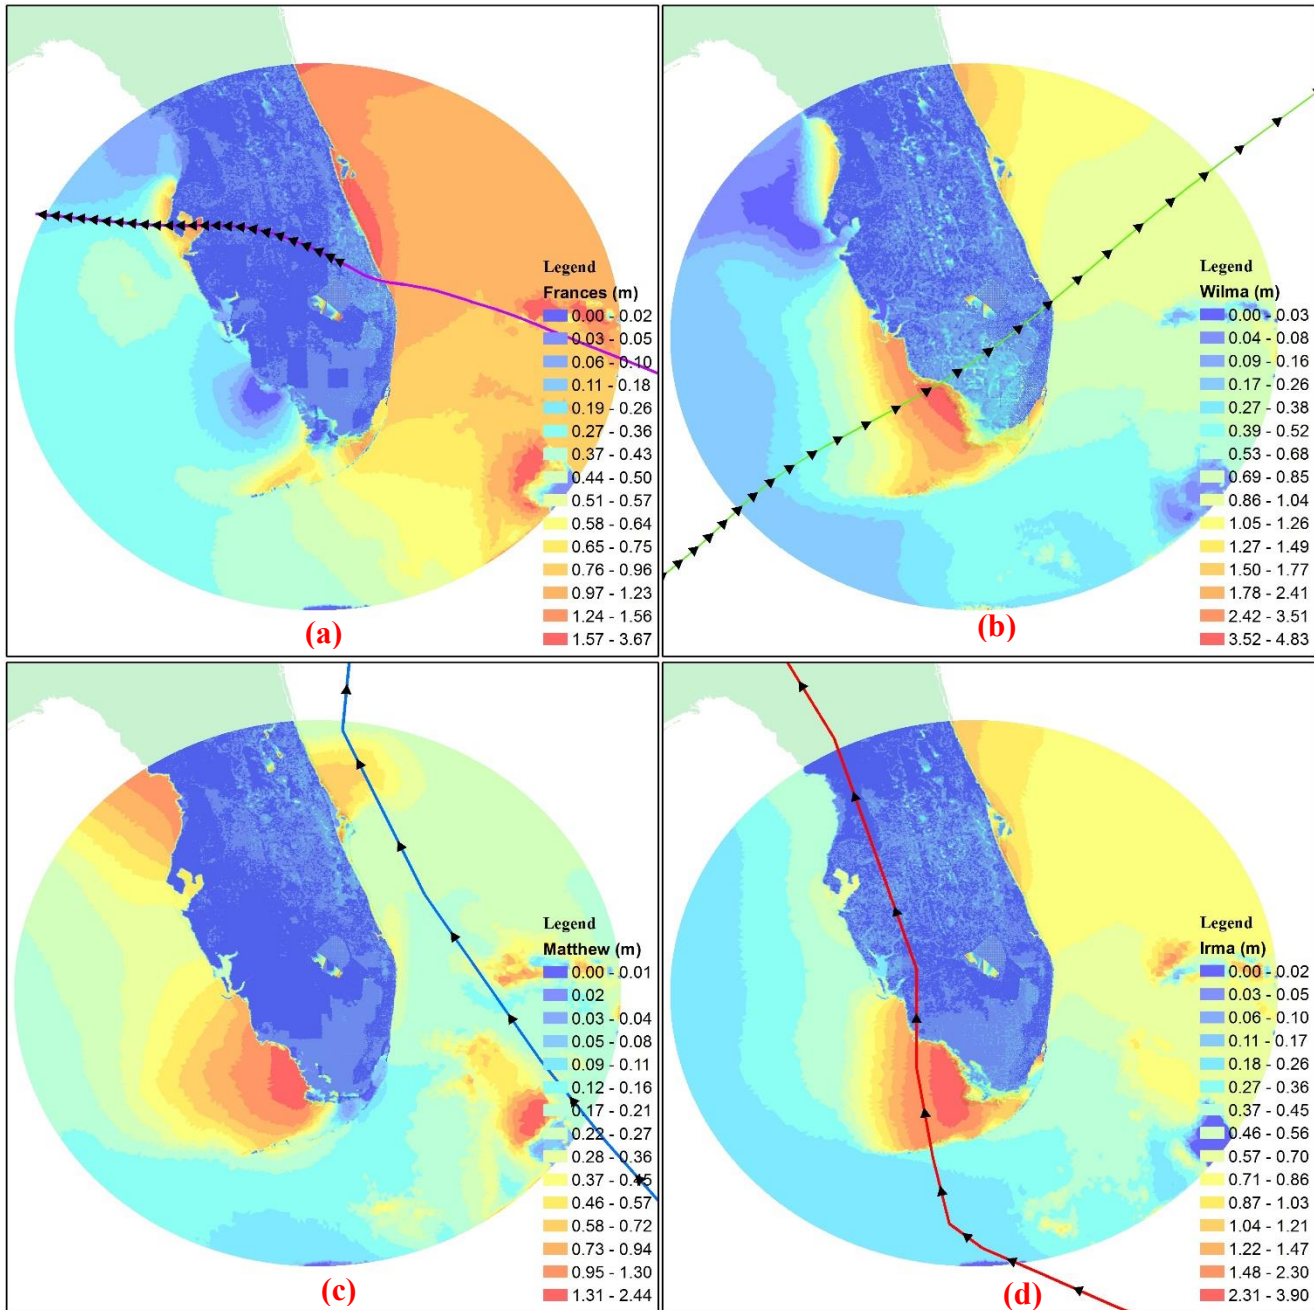 Legend
Frances (m)
0.00 - 0.02
0.03 - 0.05
0.06 - 0.10
0.11 - 0.18
0.19 - 0.26
0.27 - 0.36
0.37 - 0.43
0.44 - 0.50
0.51 - 0.57
0.58 - 0.64
0.65 - 0.75
0.76 - 0.96
0.97 - 1.23
1.24 - 1.56
1.57 - 3.67
(a)
Legend
Wilma (m)
0.00 - 0.03
0.04 - 0.08
0.09 - 0.16
0.17 - 0.26
0.27 - 0.38
0.39 - 0.52
0.53 - 0.68
0.69 - 0.85
0.86 - 1.04
1.05 - 1.26
1.27 - 1.49
1.50 - 1.77
1.78 - 2.41
2.42 - 3.51
3.52 - 4.83
(b)
Legend
Matthew (m)
0.00 - 0.01
0.02
0.03 - 0.04
0.05 - 0.08
0.09 - 0.11
0.12 - 0.16
0.17 - 0.21
0.22 - 0.27
0.28 - 0.36
0.37 - 0.45
0.46 - 0.57
0.58 - 0.72
0.73 - 0.94
0.95 - 1.30
1.31 - 2.44
(c)
Legend
Irma (m)
0.00 - 0.02
0.03 - 0.05
0.06 - 0.10
0.11 - 0.17
0.18 - 0.26
0.27 - 0.36
0.37 - 0.45
0.46 - 0.56
0.57 - 0.70
0.71 - 0.86
0.87 - 1.03
1.04 - 1.21
1.22 - 1.47
1.48 - 2.30
2.31 - 3.90
(d)